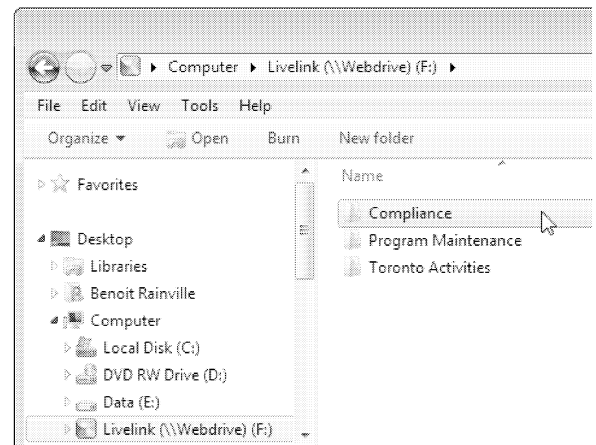 Computer Livelink (\\Webdrive) (F:)
File Edit View Tools Help
Organize Open Burn New folder
Favorites
Desktop
Libraries
Benoit Rainville
Computer
Local Disk (C:)
DVD RW Drive (D:)
Data (E:)
Livelink (\\Webdrive) (F:)
Name
Compliance
Program Maintenance
Toronto Activities